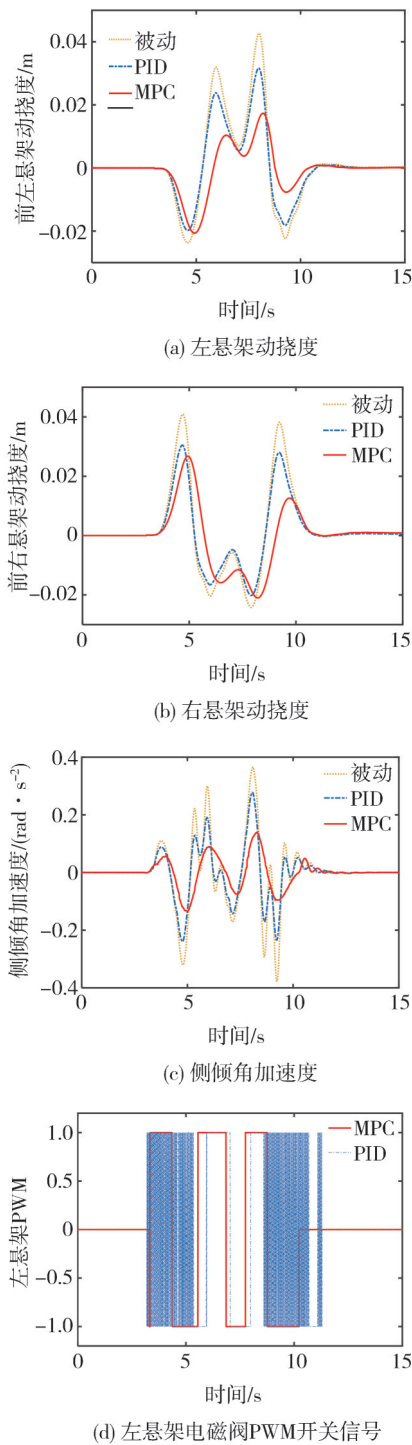 0.04
0.02
0
-0.02
前左悬架动挠度/m
被动
PID
MPC
0 5 10 15
时间/s
(a) 左悬架动挠度
0.04
0.02
0
-0.02
前右悬架动挠度/m
被动
PID
MPC
0 5 10 15
时间/s
(b) 右悬架动挠度
0.4
0.2
0
-0.2
-0.4
侧倾角加速度/(rad·s⁻²)
被动
PID
MPC
0 5 10 15
时间/s
(c) 侧倾角加速度
1.0
0.5
0
-0.5
-1.0
左悬架PWM
MPC
PID
0 5 10 15
时间/s
(d) 左悬架电磁阀PWM开关信号